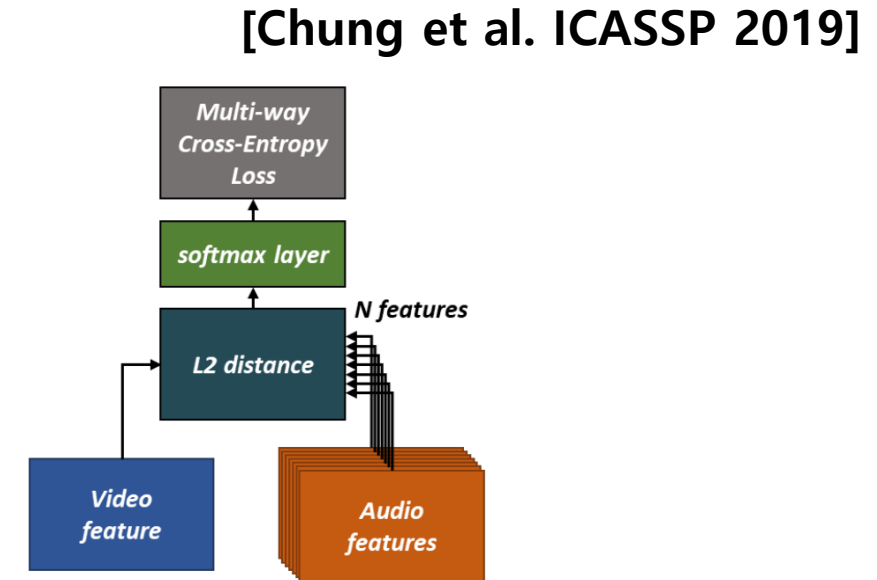 [Chung et al. ICASSP 2019]
Multi-way
Cross-Entropy
Loss
softmax layer
N features
L2 distance
Video
feature
Audio
features